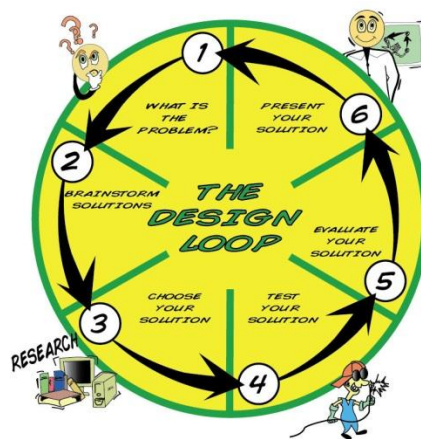 1
WHAT IS
THE
PROBLEM?
2
BRAINSTORM
SOLUTIONS
3
CHOOSE
YOUR
SOLUTION
4
TEST
YOUR
SOLUTION
5
EVALUATE
YOUR
SOLUTION
6
PRESENT
YOUR
SOLUTION
THE
DESIGN
LOOP
RESEARCH
? ? ?